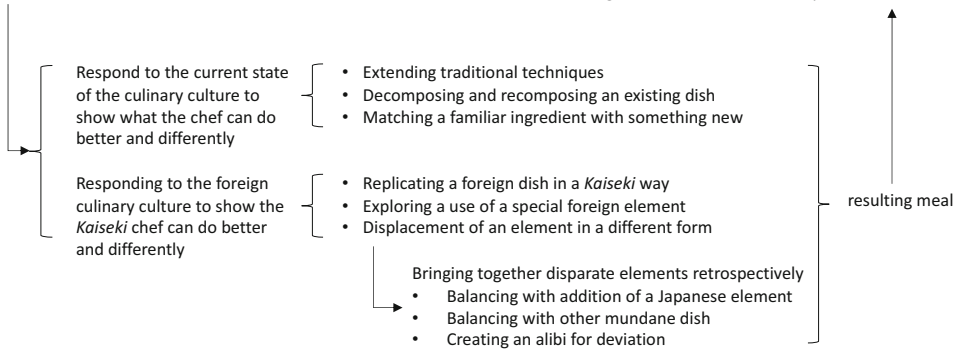 Respond to the current state
of the culinary culture to
show what the chef can do
better and differently
• Extending traditional techniques
• Decomposing and recomposing an existing dish
• Matching a familiar ingredient with something new
Responding to the foreign
culinary culture to show the
Kaiseki chef can do better
and differently
• Replicating a foreign dish in a Kaiseki way
• Exploring a use of a special foreign element
• Displacement of an element in a different form
Bringing together disparate elements retrospectively
• Balancing with addition of a Japanese element
• Balancing with other mundane dish
• Creating an alibi for deviation
resulting meal